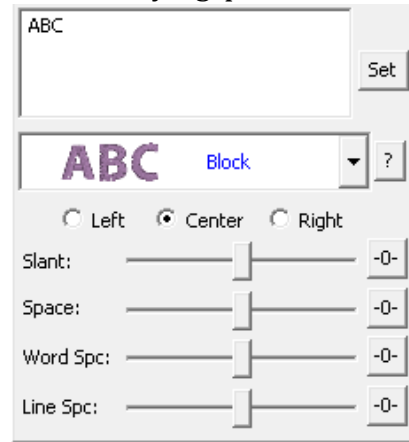 ABC
Set
ABC Block ?
Left Center Right
Slant: -0-
Space: -0-
Word Spc: -0-
Line Spc: -0-